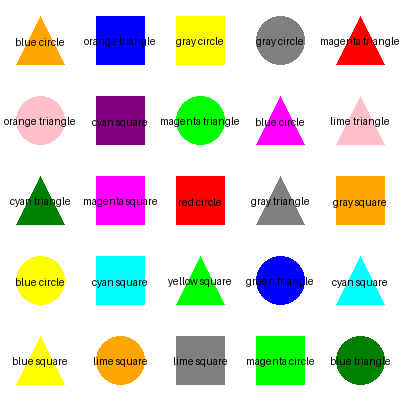 blue circle
orange triangle
gray circle
gray circle
magenta triangle
orange triangle
cyan square
magenta triangle
blue circle
lime triangle
cyan triangle
magenta square
red circle
gray triangle
gray square
blue circle
cyan square
yellow square
green triangle
cyan square
blue square
lime square
lime square
magenta circle
blue triangle